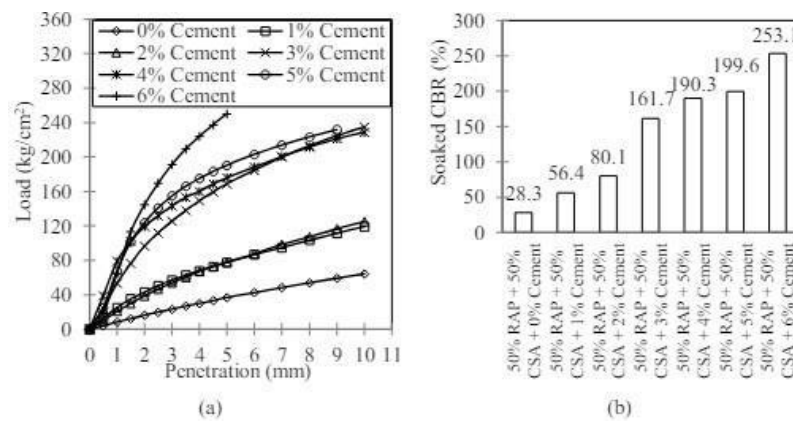 360
320
280
240
200
160
120
80
40
0
Load (kg/cm²)
0% Cement
1% Cement
2% Cement
3% Cement
4% Cement
5% Cement
6% Cement
0 1 2 3 4 5 6 7 8 9 10 11
Penetration (mm)
(a)
300
250
200
150
100
50
0
Soaked CBR (%)
28.3
56.4
80.1
161.7
190.3
199.6
253.1
50% RAP + 50%
CSA + 0% Cement
50% RAP + 50%
CSA + 1% Cement
50% RAP + 50%
CSA + 2% Cement
50% RAP + 50%
CSA + 3% Cement
50% RAP + 50%
CSA + 4% Cement
50% RAP + 50%
CSA + 5% Cement
50% RAP + 50%
CSA + 6% Cement
(b)